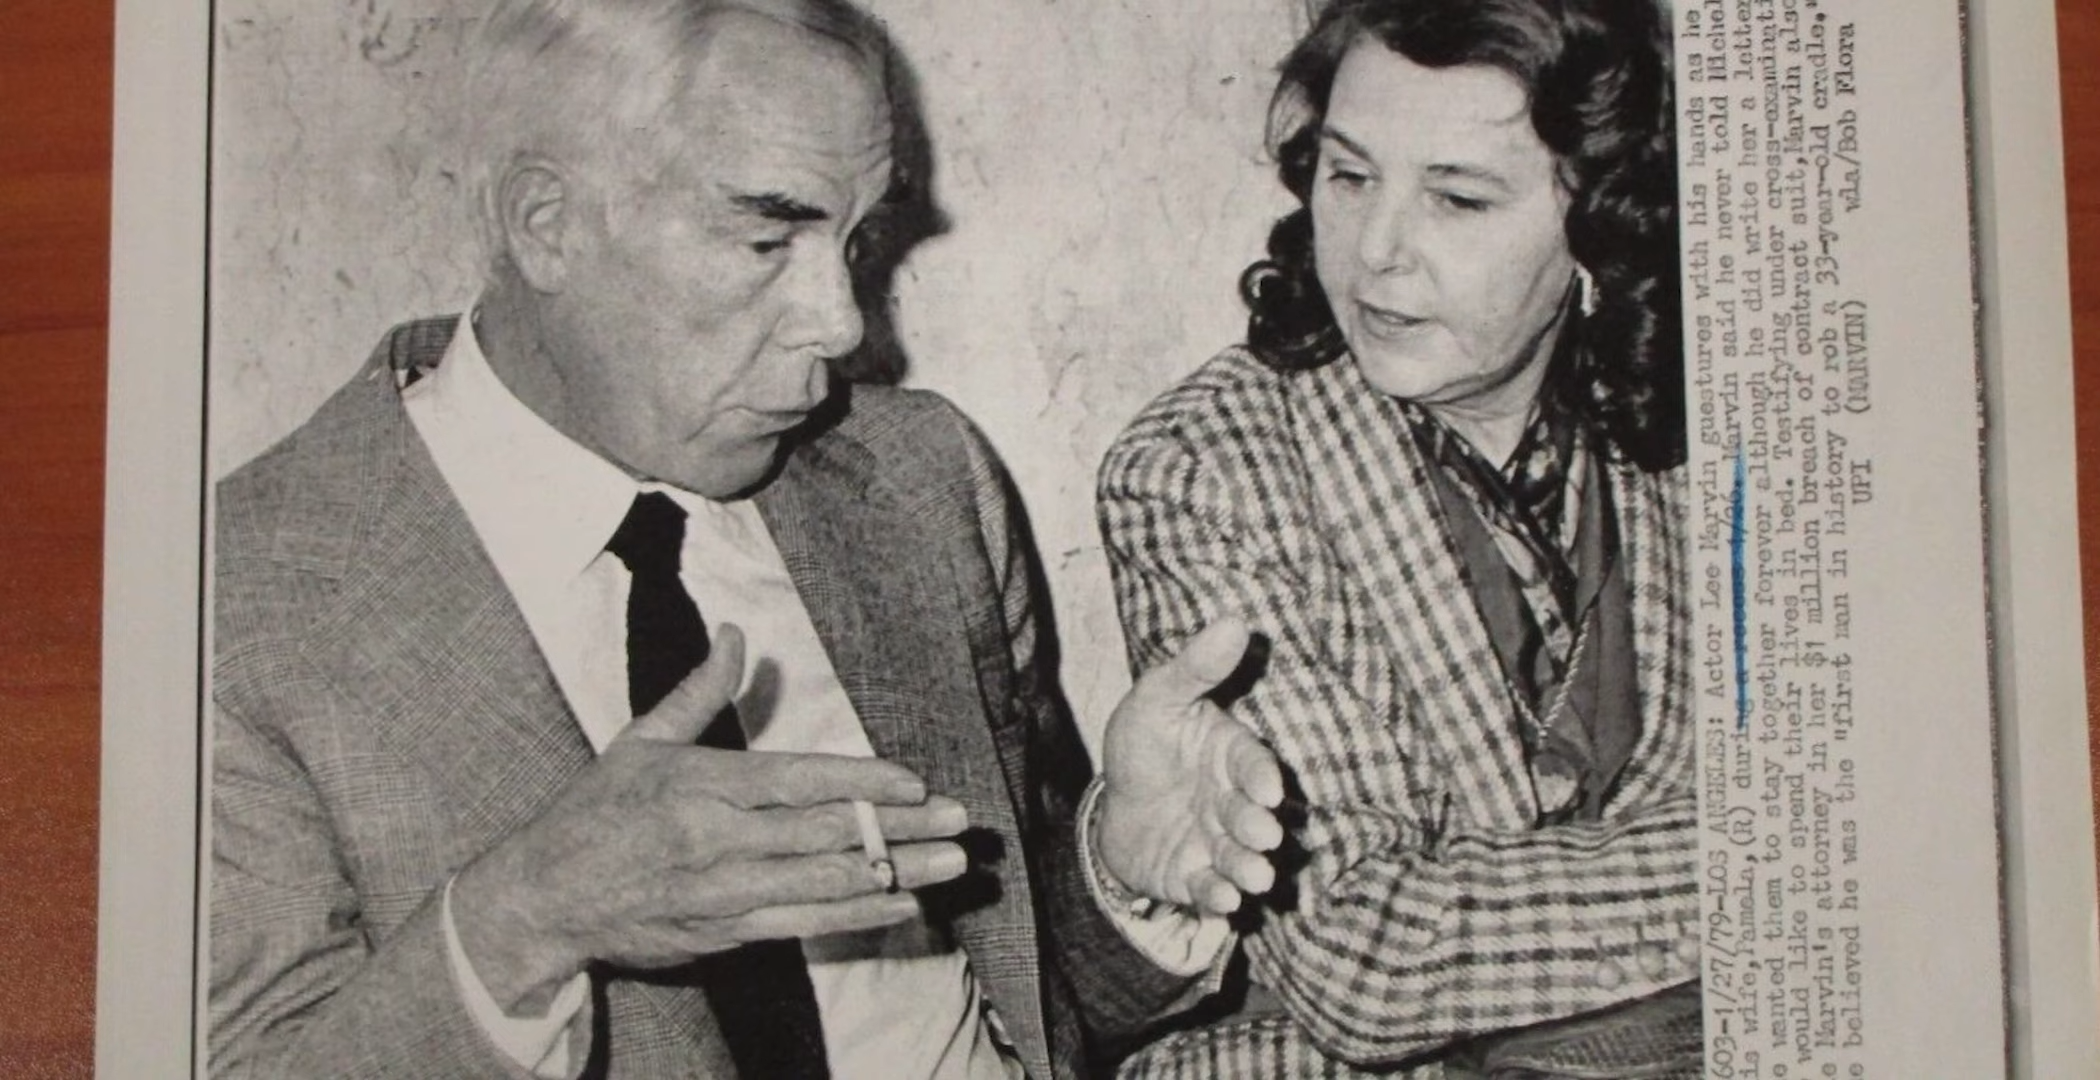 603-1/27/79-LOS ANGELES: Actor Lee Marvin guestures with his hands as he
is wife, Pamela, (R) during a recess 1/26. Marvin said he never told Michel
e wanted them to stay together forever although he did write her a letter
would like to spend their lives in bed. Testifying under cross-examinati
e Marvin's attorney in her $1 million breach of contract suit, Marvin also
e believed he was the "first man in history to rob a 33-year-old cradle."
UPI (MARVIN) wla/Bob Flora